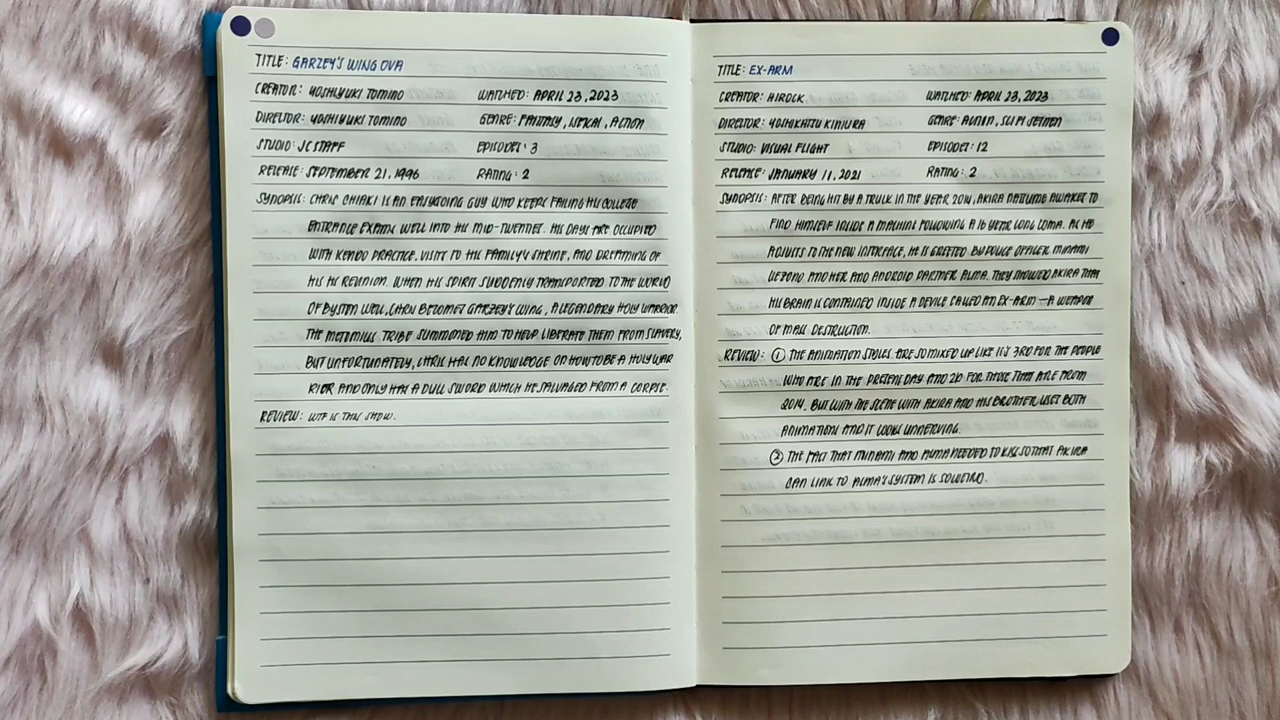 TITLE: GARZEY'S WING OVA
CREATOR: YOSHIYUKI TOMINO WATCHED: APRIL 23, 2023
DIRECTOR: YOSHIYUKI TOMINO GENRE: FANTASY, ISEKAI, ACTION
STUDIO: JC STAFF EPISODES: 3
RELEASE: SEPTEMBER 21, 1996 RATING: 2
SYNOPSIS: CHRIS CHIAKI IS AN EASYGOING GUY WHO KEEPS FAILING HIS COLLEGE
ENTRANCE EXAMS WELL INTO HIS MID-TWENTIES. HIS DAYS ARE OCCUPIED
WITH KENDO PRACTICE, VISITS TO HIS FAMILY'S SHRINE, AND DREAMING OF
HIS HS REUNION. WHEN HIS SPIRIT SUDDENLY TRANSPORTED TO THE WORLD
OF BYSTON WELL, CHRIS BECOMES GARZEY'S WING, A LEGENDARY HOLY WARRIOR.
THE METOMEUS TRIBE SUMMONED HIM TO HELP LIBERATE THEM FROM SLAVERY,
BUT UNFORTUNATELY, CHRIS HAS NO KNOWLEDGE ON HOW TO BE A HOLY WAR
RIOR AND ONLY HAS A DULL SWORD WHICH HE SALVAGED FROM A CORPSE.
REVIEW: WTF IS THIS SHOW.
TITLE: EX-ARM
CREATOR: HIROCK WATCHED: APRIL 23, 2023
DIRECTOR: YOSHIKATSU KIMURA GENRE: ACTION, SCI FI SEINEN
STUDIO: VISUAL FLIGHT EPISODES: 12
RELEASE: JANUARY 11, 2021 RATING: 2
SYNOPSIS: AFTER BEING HIT BY A TRUCK IN THE YEAR 2014, AKIRA NATSUME AWAKES TO
FIND HIMSELF INSIDE A MACHINE FOLLOWING A 16 YEAR LONG COMA. AS HE
ADJUSTS TO THE NEW INTERFACE, HE IS GREETED BY POLICE OFFICER MINAMI
UEZONO AND HER AND ANDROID PARTNER ALMA. THEY SHOWED AKIRA THAT
HIS BRAIN IS CONTAINED INSIDE A DEVICE CALLED AN EX-ARM — A WEAPON
OF MASS DESTRUCTION.
REVIEW: ① THE ANIMATION STYLES ARE SO MIXED UP LIKE IT'S 3RD FOR THE PEOPLE
WHO ARE IN THE PRESENT DAY AND 2D FOR THOSE THAT ARE FROM
2014. BUT WITH THE SCENE WITH AKIRA AND HIS BROTHER USES BOTH
ANIMATIONS AND IT LOOKS UNNERVING.
② THE FACT THAT MINAMI AND ALMA NEEDED TO KISS SO THAT AKIRA
CAN LINK TO ALMA'S SYSTEM IS SO WEIRD.